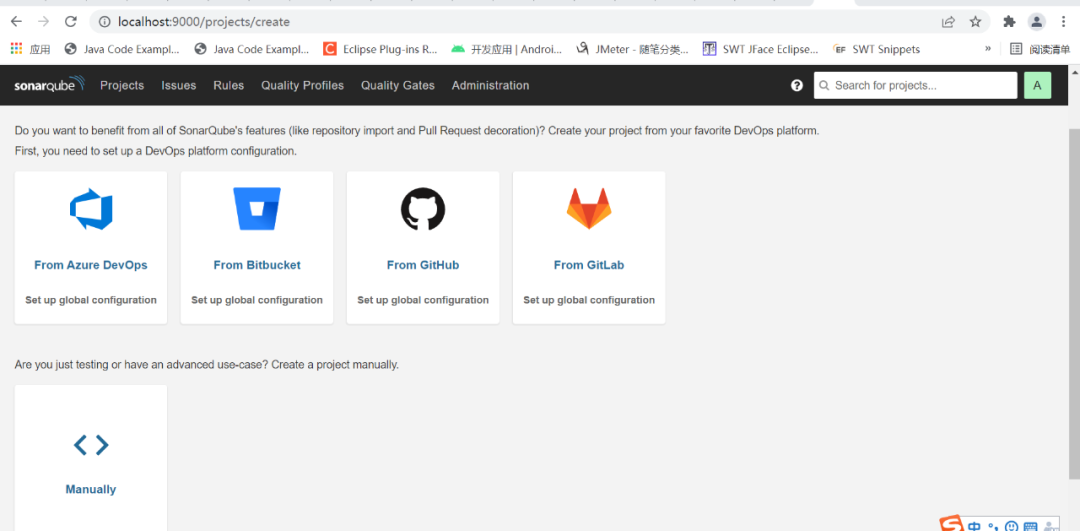 localhost:9000/projects/create
应用 Java Code Exampl... Java Code Exampl... Eclipse Plug-ins R... 开发应用 | Androi... JMeter - 随笔分类... SWT JFace Eclipse... EF SWT Snippets » 阅读清单
sonarqube Projects Issues Rules Quality Profiles Quality Gates Administration ? Search for projects... A
Do you want to benefit from all of SonarQube's features (like repository import and Pull Request decoration)? Create your project from your favorite DevOps platform.
First, you need to set up a DevOps platform configuration.
From Azure DevOps From Bitbucket From GitHub From GitLab
Set up global configuration Set up global configuration Set up global configuration Set up global configuration
Are you just testing or have an advanced use-case? Create a project manually.
Manually
中